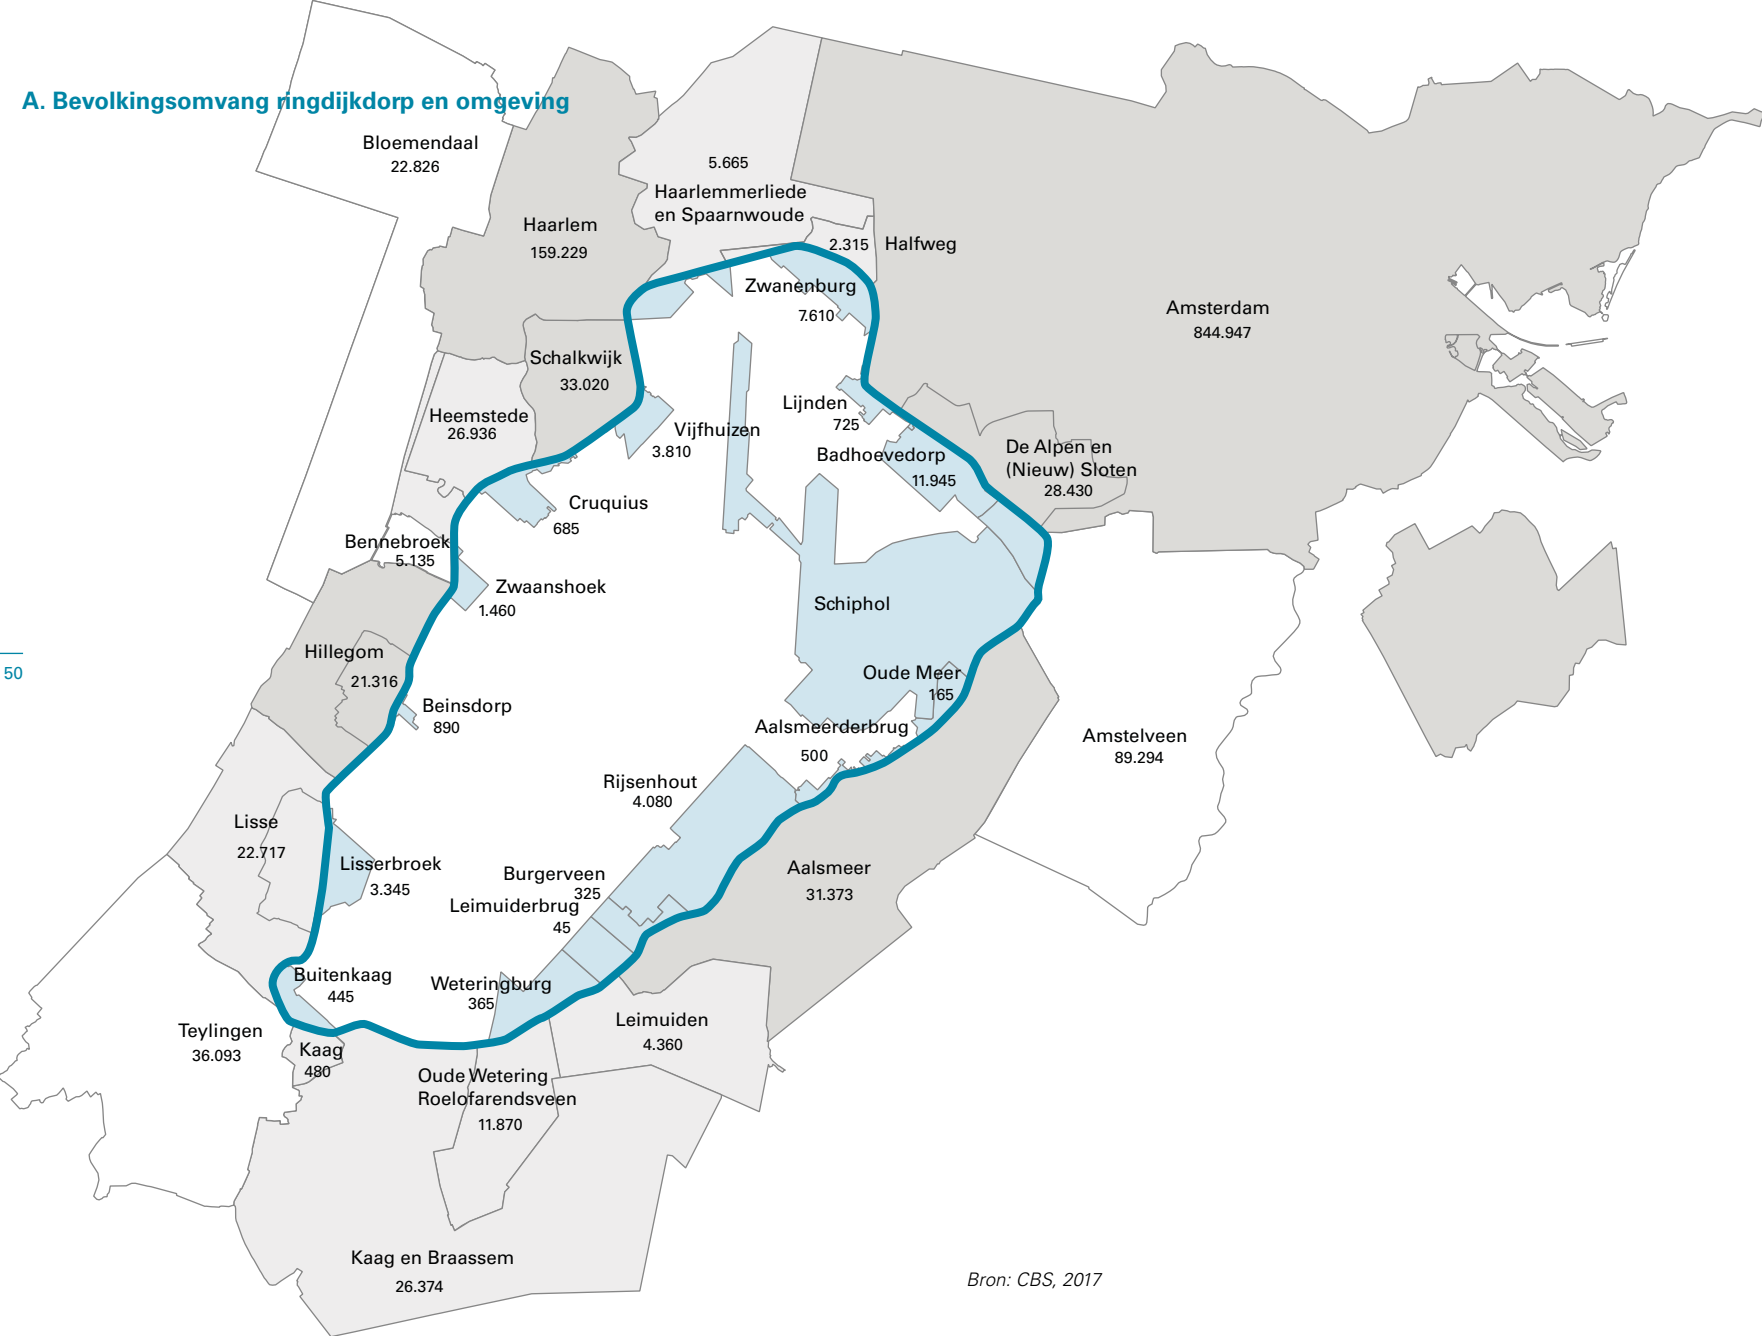 A. Bevolkingsomvang ringdijkdorp en omgeving
Bloemendaal
22.826
Haarlem
159.229
5.665
Haarlemmerliede
en Spaarnwoude
2.315
Halfweg
Zwanenburg
7.610
Amsterdam
844.947
Schalkwijk
33.020
Heemstede
26.936
Vijfhuizen
3.810
Lijnden
725
Badhoevedorp
11.945
De Alpen en
(Nieuw) Sloten
28.430
Cruquius
685
Bennebroek
5.135
Zwaanshoek
1.460
Schiphol
Hillegom
21.316
Beinsdorp
890
Oude Meer
165
Aalsmeerderbrug
500
Amstelveen
89.294
Rijsenhout
4.080
Lisse
22.717
Lisserbroek
3.345
Burgerveen
325
Leimuiderbrug
45
Aalsmeer
31.373
Buitenkaag
445
Weteringburg
365
Teylingen
36.093
Kaag
480
Leimuiden
4.360
Oude Wetering
Roelofarendsveen
11.870
Kaag en Braassem
26.374
Bron: CBS, 2017
50